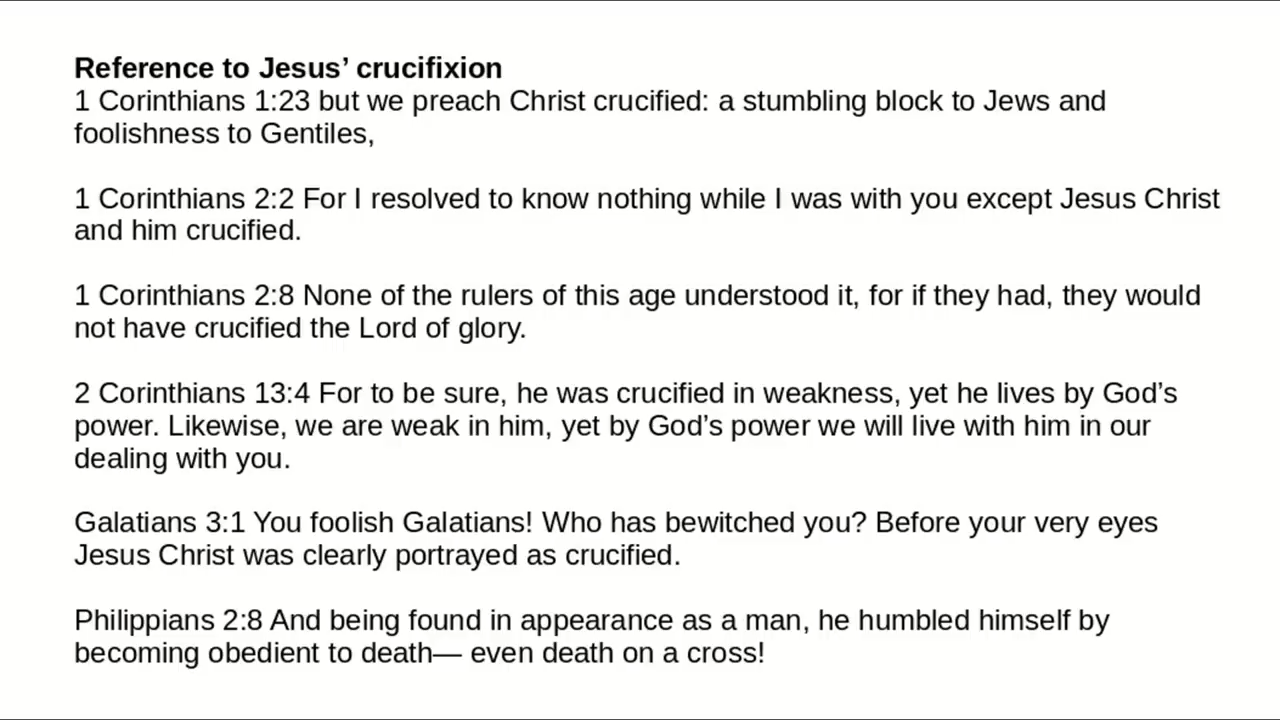 Reference to Jesus’ crucifixion
1 Corinthians 1:23 but we preach Christ crucified: a stumbling block to Jews and
foolishness to Gentiles,
1 Corinthians 2:2 For I resolved to know nothing while I was with you except Jesus Christ
and him crucified.
1 Corinthians 2:8 None of the rulers of this age understood it, for if they had, they would
not have crucified the Lord of glory.
2 Corinthians 13:4 For to be sure, he was crucified in weakness, yet he lives by God’s
power. Likewise, we are weak in him, yet by God’s power we will live with him in our
dealing with you.
Galatians 3:1 You foolish Galatians! Who has bewitched you? Before your very eyes
Jesus Christ was clearly portrayed as crucified.
Philippians 2:8 And being found in appearance as a man, he humbled himself by
becoming obedient to death— even death on a cross!